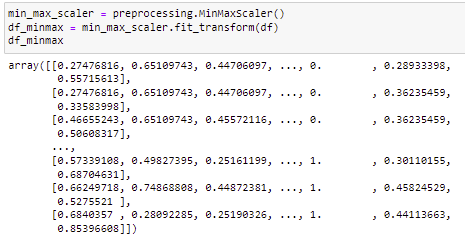 min_max_scaler = preprocessing.MinMaxScaler()
df_minmax = min_max_scaler.fit_transform(df)
df_minmax
array([[0.27476816, 0.65109743, 0.44706097, ..., 0.        , 0.28933398,
        0.55715613],
       [0.27476816, 0.65109743, 0.44706097, ..., 0.        , 0.36235459,
        0.33583998],
       [0.46655243, 0.65109743, 0.45572116, ..., 0.        , 0.36235459,
        0.50608317],
       ...,
       [0.57339108, 0.49827395, 0.25161199, ..., 1.        , 0.30110155,
        0.68704631],
       [0.66249718, 0.74868808, 0.44872381, ..., 1.        , 0.45824529,
        0.5275521 ],
       [0.6840357 , 0.28092285, 0.25190326, ..., 1.        , 0.44113663,
        0.85396608]])